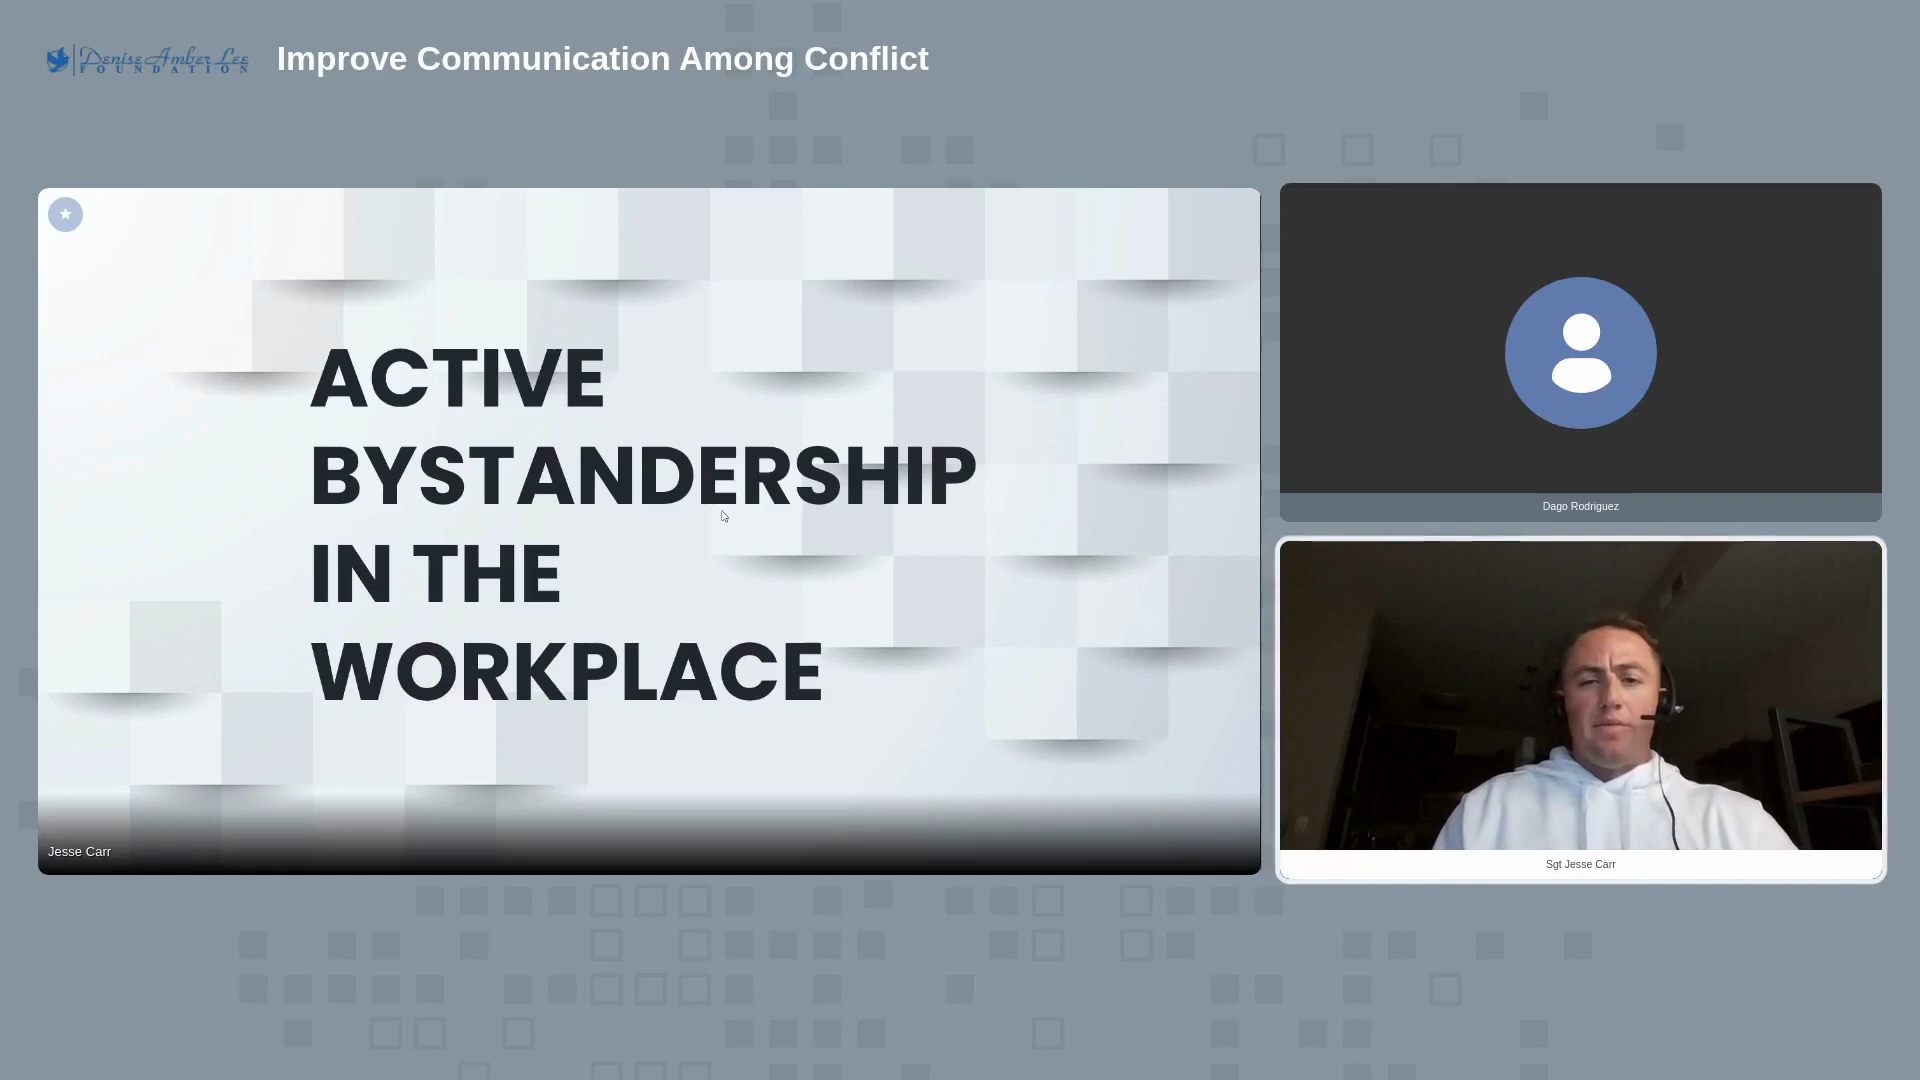 Denise Amber Lee
FOUNDATION
Improve Communication Among Conflict
ACTIVE
BYSTANDERSHIP
IN THE
WORKPLACE
Jesse Carr
Dago Rodriguez
Sgt Jesse Carr